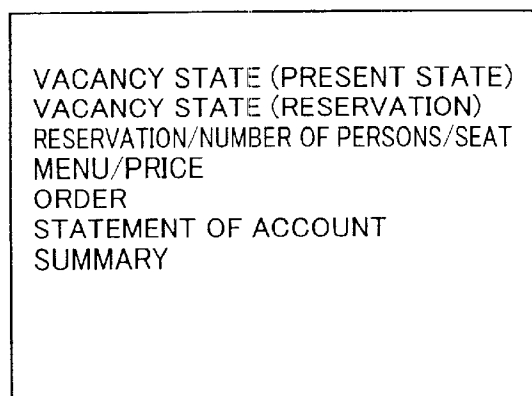 VACANCY STATE (PRESENT STATE)
VACANCY STATE (RESERVATION)
RESERVATION/NUMBER OF PERSONS/SEAT
MENU/PRICE
ORDER
STATEMENT OF ACCOUNT
SUMMARY